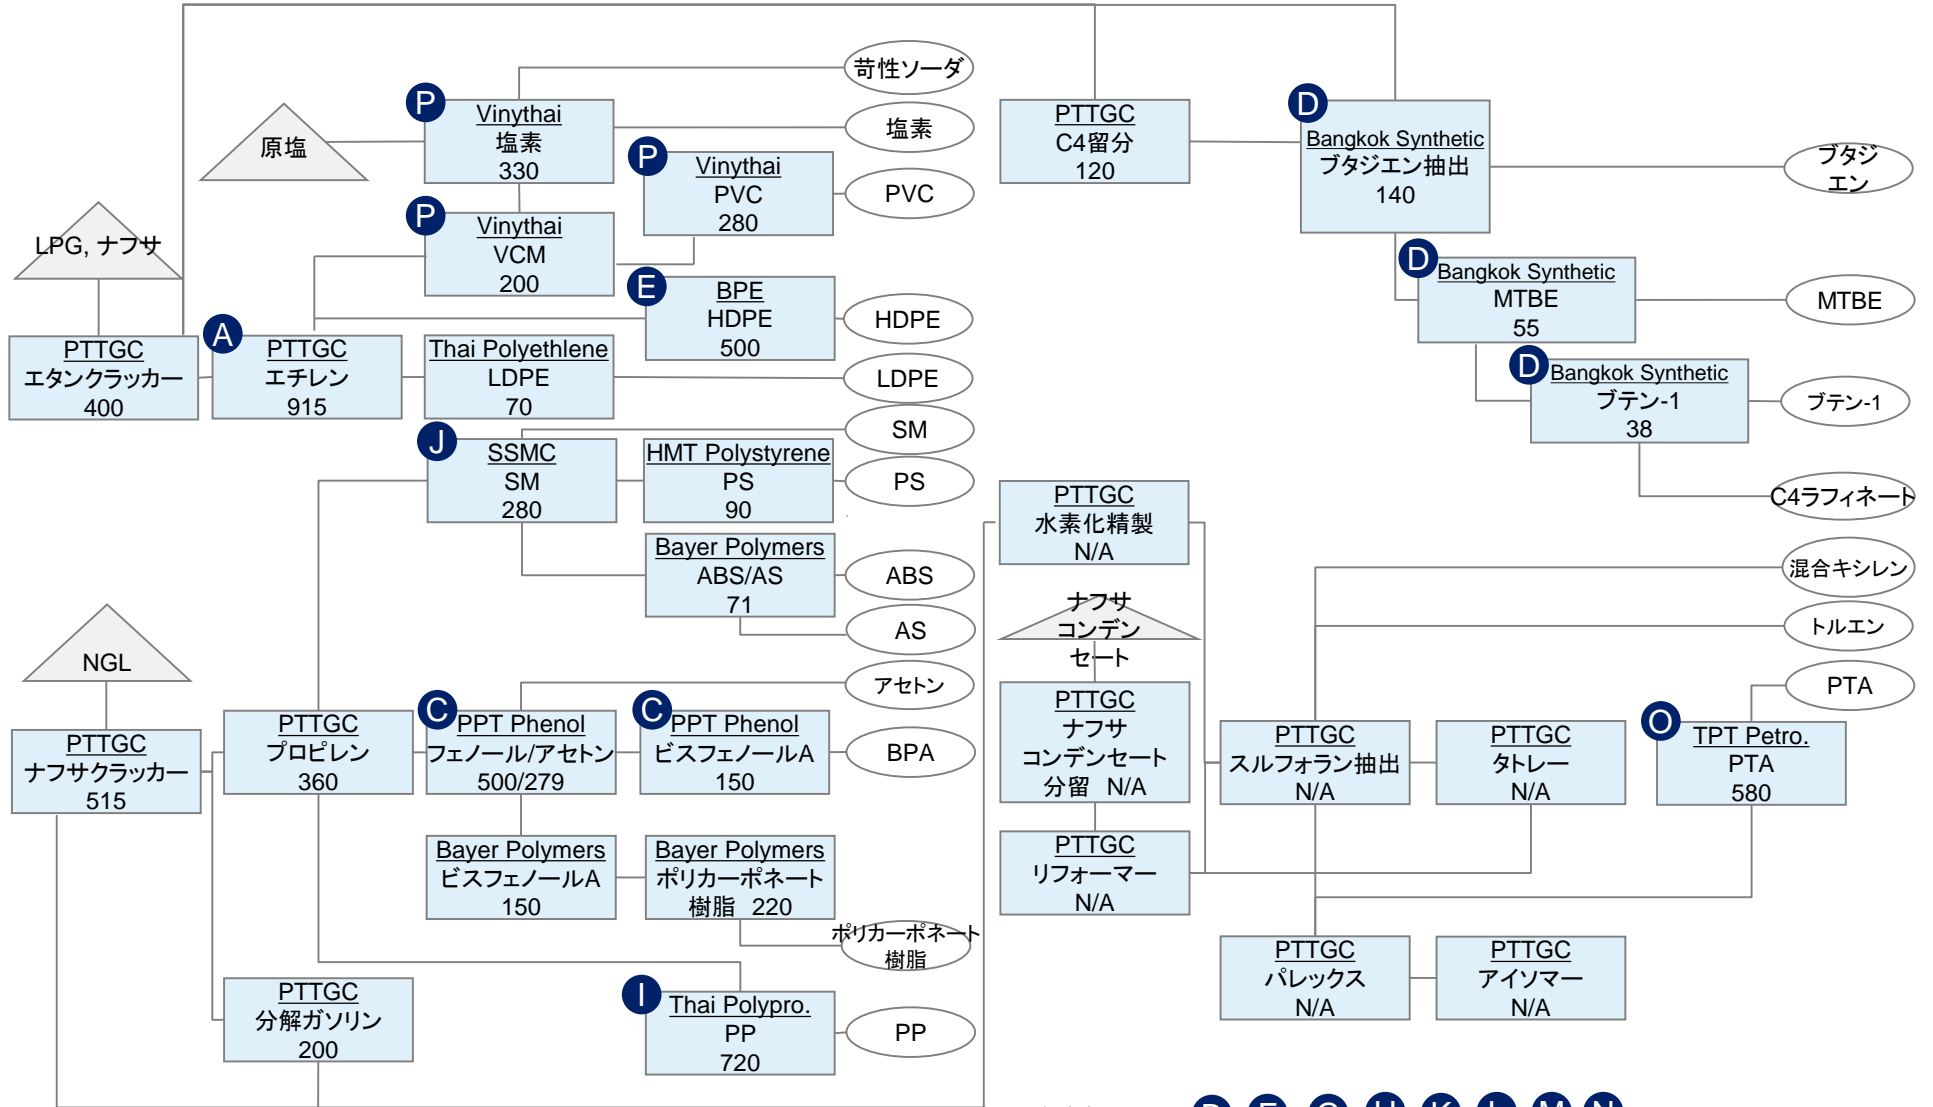 苛性ソーダ
P
Vinythai
塩素
330
原塩
塩素
P
Vinythai
PVC
280
PVC
P
Vinythai
VCM
200
LPG, ナフサ
E
BPE
HDPE
500
HDPE
PTTGC
エタンクラッカー
400
A
PTTGC
エチレン
915
Thai Polyethlene
LDPE
70
LDPE
SM
J
SSMC
SM
280
HMT Polystyrene
PS
90
PS
Bayer Polymers
ABS/AS
71
ABS
AS
NGL
アセトン
PTTGC
ナフサクラッカー
515
PTTGC
プロピレン
360
C
PPT Phenol
フェノール/アセトン
500/279
C
PPT Phenol
ビスフェノールA
150
BPA
Bayer Polymers
ビスフェノールA
150
Bayer Polymers
ポリカーボネート
樹脂 220
ポリカーポネート
樹脂
PTTGC
分解ガソリン
200
I
Thai Polypro.
PP
720
PP
PTTGC
C4留分
120
D
Bangkok Synthetic
ブタジエン抽出
140
ブタジ
エン
D
Bangkok Synthetic
MTBE
55
MTBE
D
Bangkok Synthetic
ブテン-1
38
ブテン-1
C4ラフィネート
PTTGC
水素化精製
N/A
混合キシレン
トルエン
PTA
ナフサ
コンデン
セート
PTTGC
ナフサ
コンデンセート
分留 N/A
PTTGC
スルフォラン抽出
N/A
PTTGC
タトレー
N/A
O
TPT Petro.
PTA
580
PTTGC
リフォーマー
N/A
PTTGC
パレックス
N/A
PTTGC
アイソマー
N/A